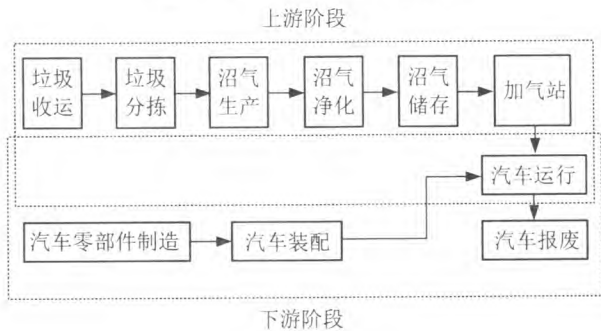 上游阶段
垃圾
收运
垃圾
分拣
沼气
生产
沼气
净化
沼气
储存
加气站
汽车运行
汽车零部件制造
汽车装配
汽车报废
下游阶段